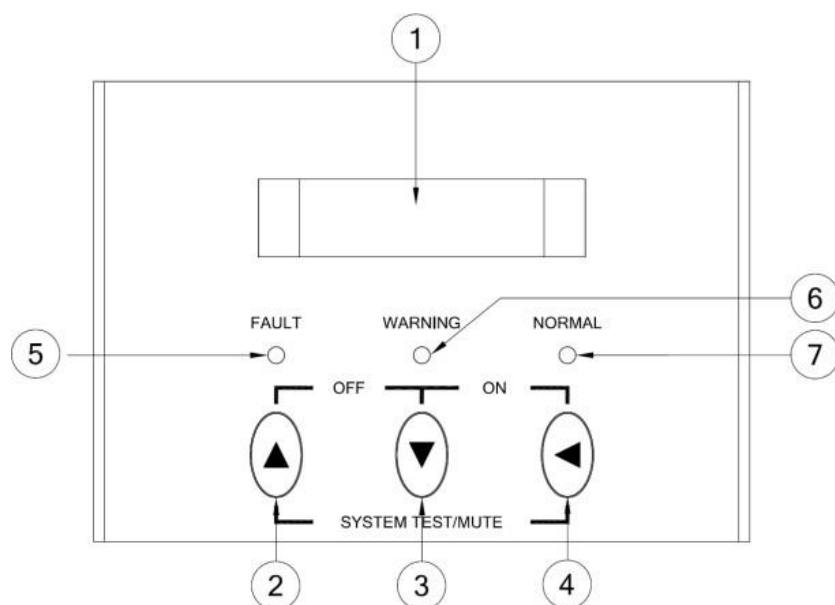 1
FAULT WARNING NORMAL
6
5
7
OFF ON
SYSTEM TEST/MUTE
2 3 4